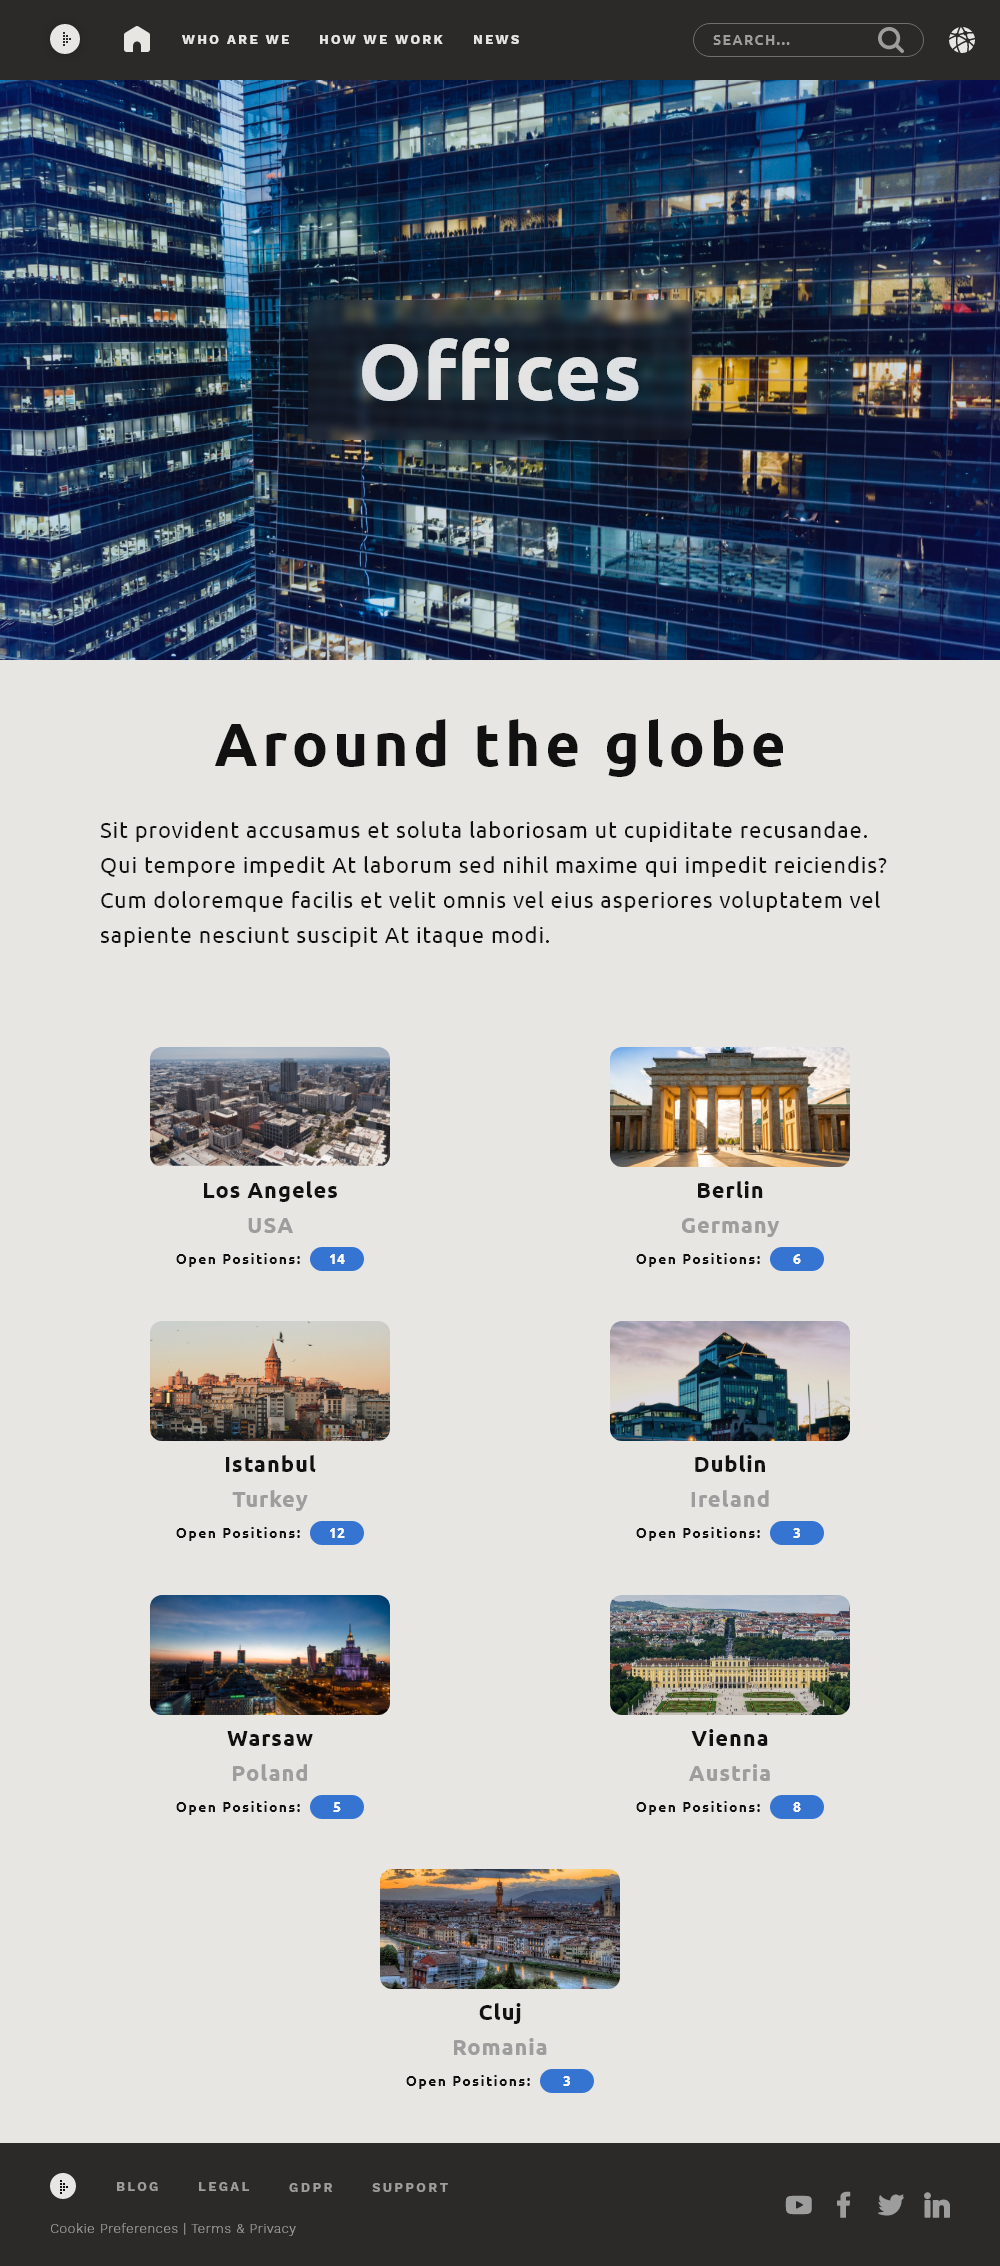 WHO ARE WE HOW WE WORK NEWS SEARCH...
Offices
Around the globe
Sit provident accusamus et soluta laboriosam ut cupiditate recusandae.
Qui tempore impedit At laborum sed nihil maxime qui impedit reiciendis?
Cum doloremque facilis et velit omnis vel eius asperiores voluptatem vel
sapiente nesciunt suscipit At itaque modi.
Los Angeles
USA
Open Positions: 14
Berlin
Germany
Open Positions: 6
Istanbul
Turkey
Open Positions: 12
Dublin
Ireland
Open Positions: 3
Warsaw
Poland
Open Positions: 5
Vienna
Austria
Open Positions: 8
Cluj
Romania
Open Positions: 3
BLOG LEGAL GDPR SUPPORT
Cookie Preferences | Terms & Privacy